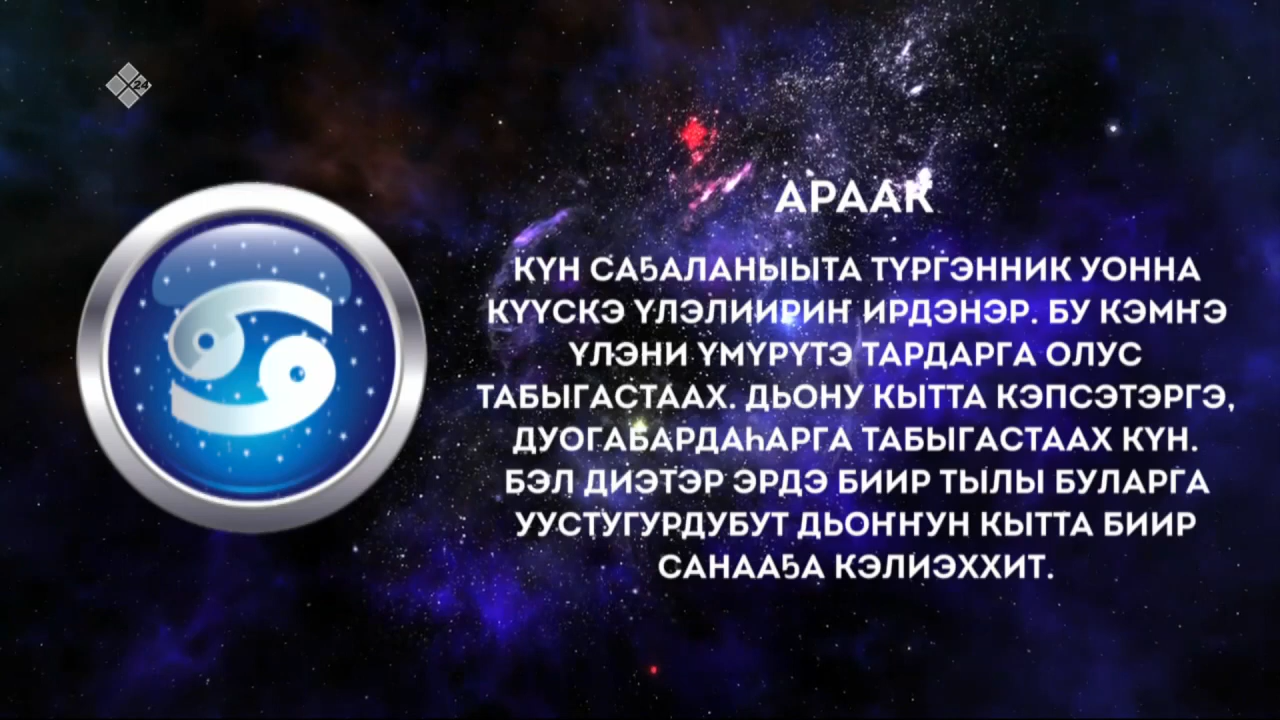 X24
АРААК
КҮН САҔАЛАНЫЫТА ТҮРГЭННИК УОННА
КҮҮСКЭ ҮЛЭЛИИРИҤ ИРДЭНЭР. БУ КЭМҤЭ
ҮЛЭНИ ҮМҮРҮТЭ ТАРДАРГА ОЛУС
ТАБЫГАСТААХ. ДЬОНУ КЫТТА КЭПСЭТЭРГЭ,
ДУОГАБАРДАҺАРГА ТАБЫГАСТААХ КҮН.
БЭЛ ДИЭТЭР ЭРДЭ БИИР ТЫЛЫ БУЛАРГА
УУСТУГУРДУБУТ ДЬОҤҤУН КЫТТА БИИР
САНААҔА КЭЛИЭХХИТ.